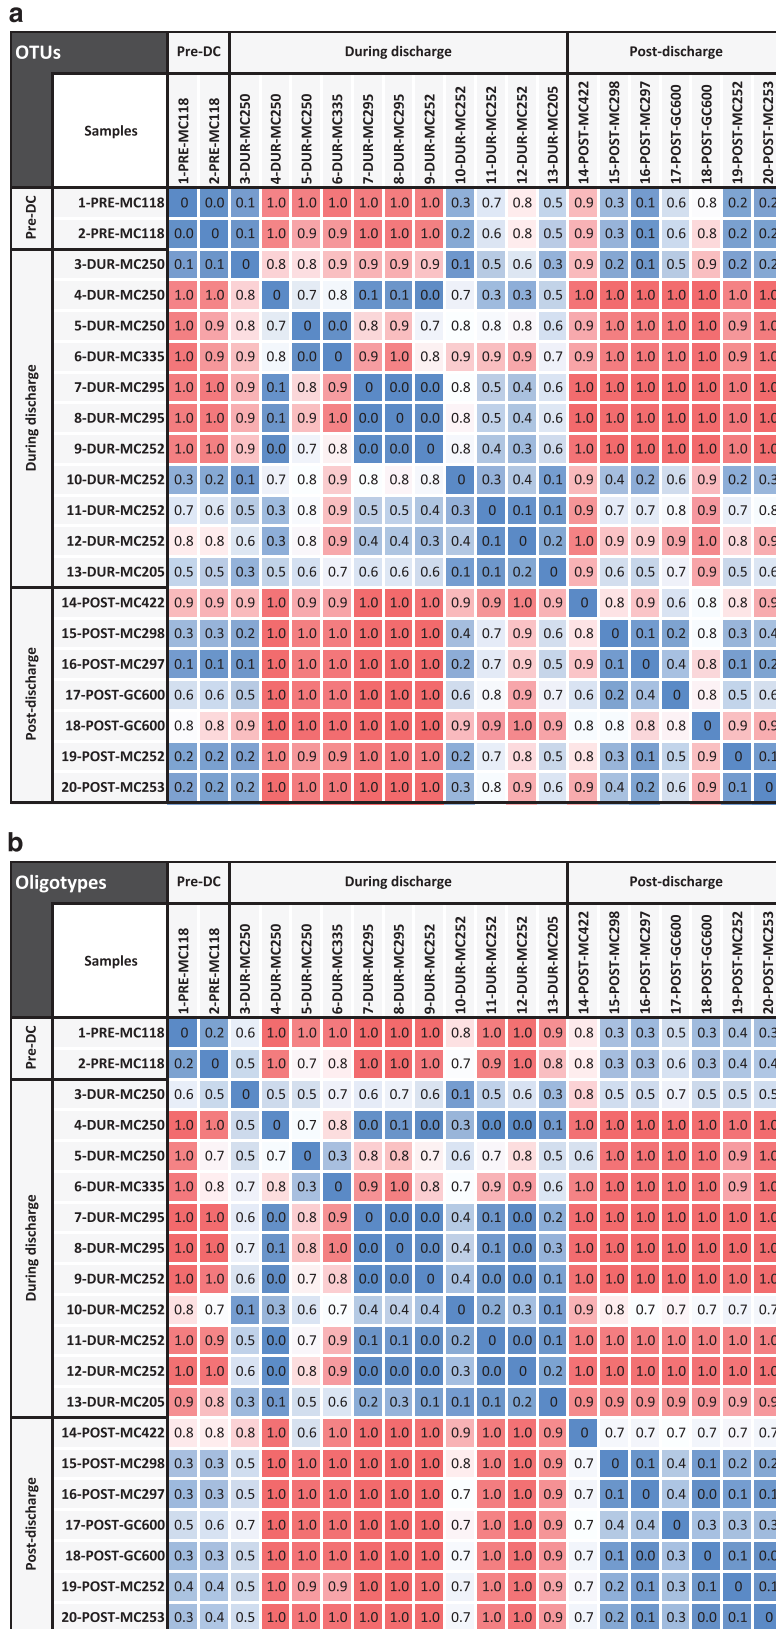 a
OTUs Pre-DC During discharge Post-discharge
Samples 1-PRE-MC118 2-PRE-MC118 3-DUR-MC250 4-DUR-MC250 5-DUR-MC250 6-DUR-MC335 7-DUR-MC295 8-DUR-MC295 9-DUR-MC252 10-DUR-MC252 11-DUR-MC252 12-DUR-MC252 13-DUR-MC205 14-POST-MC422 15-POST-MC298 16-POST-MC297 17-POST-GC600 18-POST-GC600 19-POST-MC252 20-POST-MC253
Pre-DC
1-PRE-MC118 0 0.0 0.1 1.0 1.0 1.0 1.0 1.0 1.0 0.3 0.7 0.8 0.5 0.9 0.3 0.1 0.6 0.8 0.2 0.2
2-PRE-MC118 0.0 0 0.1 1.0 0.9 0.9 1.0 1.0 1.0 0.2 0.6 0.8 0.5 0.9 0.3 0.1 0.6 0.8 0.2 0.2
During discharge
3-DUR-MC250 0.1 0.1 0 0.8 0.8 0.9 0.9 0.9 0.9 0.1 0.5 0.6 0.3 0.9 0.2 0.1 0.5 0.9 0.2 0.2
4-DUR-MC250 1.0 1.0 0.8 0 0.7 0.8 0.1 0.1 0.0 0.7 0.3 0.3 0.5 1.0 1.0 1.0 1.0 1.0 1.0 1.0
5-DUR-MC250 1.0 0.9 0.8 0.7 0 0.0 0.8 0.9 0.7 0.8 0.8 0.8 0.6 0.9 1.0 1.0 1.0 1.0 0.9 1.0
6-DUR-MC335 1.0 0.9 0.9 0.8 0.0 0 0.9 1.0 0.8 0.9 0.9 0.9 0.7 0.9 1.0 1.0 1.0 1.0 0.9 1.0
7-DUR-MC295 1.0 1.0 0.9 0.1 0.8 0.9 0 0.0 0.0 0.8 0.5 0.4 0.6 1.0 1.0 1.0 1.0 1.0 1.0 1.0
8-DUR-MC295 1.0 1.0 0.9 0.1 0.9 1.0 0.0 0 0.0 0.8 0.5 0.4 0.6 1.0 1.0 1.0 1.0 1.0 1.0 1.0
9-DUR-MC252 1.0 1.0 0.9 0.0 0.7 0.8 0.0 0.0 0 0.8 0.4 0.3 0.6 1.0 1.0 1.0 1.0 1.0 1.0 1.0
10-DUR-MC252 0.3 0.2 0.1 0.7 0.8 0.9 0.8 0.8 0.8 0 0.3 0.4 0.1 0.9 0.4 0.2 0.6 0.9 0.2 0.3
11-DUR-MC252 0.7 0.6 0.5 0.3 0.8 0.9 0.5 0.5 0.4 0.3 0 0.1 0.1 0.9 0.7 0.7 0.8 0.9 0.7 0.8
12-DUR-MC252 0.8 0.8 0.6 0.3 0.8 0.9 0.4 0.4 0.3 0.4 0.1 0 0.2 1.0 0.9 0.9 0.9 1.0 0.8 0.9
13-DUR-MC205 0.5 0.5 0.3 0.5 0.6 0.7 0.6 0.6 0.6 0.1 0.1 0.2 0 0.9 0.6 0.5 0.7 0.9 0.5 0.6
Post-discharge
14-POST-MC422 0.9 0.9 0.9 1.0 0.9 0.9 1.0 1.0 1.0 0.9 0.9 1.0 0.9 0 0.8 0.9 0.6 0.8 0.8 0.9
15-POST-MC298 0.3 0.3 0.2 1.0 1.0 1.0 1.0 1.0 1.0 0.4 0.7 0.9 0.6 0.8 0 0.1 0.2 0.8 0.3 0.4
16-POST-MC297 0.1 0.1 0.1 1.0 1.0 1.0 1.0 1.0 1.0 0.2 0.7 0.9 0.5 0.9 0.1 0 0.4 0.8 0.1 0.2
17-POST-GC600 0.6 0.6 0.5 1.0 1.0 1.0 1.0 1.0 1.0 0.6 0.8 0.9 0.7 0.6 0.2 0.4 0 0.8 0.5 0.6
18-POST-GC600 0.8 0.8 0.9 1.0 1.0 1.0 1.0 1.0 1.0 0.9 0.9 1.0 0.9 0.8 0.8 0.8 0.8 0 0.9 0.9
19-POST-MC252 0.2 0.2 0.2 1.0 0.9 0.9 1.0 1.0 1.0 0.2 0.7 0.8 0.5 0.8 0.3 0.1 0.5 0.9 0 0.1
20-POST-MC253 0.2 0.2 0.2 1.0 1.0 1.0 1.0 1.0 1.0 0.3 0.8 0.9 0.6 0.9 0.4 0.2 0.6 0.9 0.1 0
b
Oligotypes Pre-DC During discharge Post-discharge
Samples 1-PRE-MC118 2-PRE-MC118 3-DUR-MC250 4-DUR-MC250 5-DUR-MC250 6-DUR-MC335 7-DUR-MC295 8-DUR-MC295 9-DUR-MC252 10-DUR-MC252 11-DUR-MC252 12-DUR-MC252 13-DUR-MC205 14-POST-MC422 15-POST-MC298 16-POST-MC297 17-POST-GC600 18-POST-GC600 19-POST-MC252 20-POST-MC253
Pre-DC
1-PRE-MC118 0 0.2 0.6 1.0 1.0 1.0 1.0 1.0 1.0 0.8 1.0 1.0 0.9 0.8 0.3 0.3 0.5 0.3 0.4 0.3
2-PRE-MC118 0.2 0 0.5 1.0 0.7 0.8 1.0 1.0 1.0 0.7 0.9 1.0 0.8 0.8 0.3 0.3 0.6 0.3 0.4 0.4
During discharge
3-DUR-MC250 0.6 0.5 0 0.5 0.5 0.7 0.6 0.7 0.6 0.1 0.5 0.6 0.3 0.8 0.5 0.5 0.7 0.5 0.5 0.5
4-DUR-MC250 1.0 1.0 0.5 0 0.7 0.8 0.0 0.1 0.0 0.3 0.0 0.0 0.1 1.0 1.0 1.0 1.0 1.0 1.0 1.0
5-DUR-MC250 1.0 0.7 0.5 0.7 0 0.3 0.8 0.8 0.7 0.6 0.7 0.8 0.5 0.6 1.0 1.0 1.0 1.0 0.9 1.0
6-DUR-MC335 1.0 0.8 0.7 0.8 0.3 0 0.9 1.0 0.8 0.7 0.9 0.9 0.6 1.0 1.0 1.0 1.0 1.0 0.9 1.0
7-DUR-MC295 1.0 1.0 0.6 0.0 0.8 0.9 0 0.0 0.0 0.4 0.1 0.0 0.2 1.0 1.0 1.0 1.0 1.0 1.0 1.0
8-DUR-MC295 1.0 1.0 0.7 0.1 0.8 1.0 0.0 0 0.0 0.4 0.1 0.0 0.3 1.0 1.0 1.0 1.0 1.0 1.0 1.0
9-DUR-MC252 1.0 1.0 0.6 0.0 0.7 0.8 0.0 0.0 0 0.4 0.0 0.0 0.1 1.0 1.0 1.0 1.0 1.0 1.0 1.0
10-DUR-MC252 0.8 0.7 0.1 0.3 0.6 0.7 0.4 0.4 0.4 0 0.2 0.3 0.1 0.9 0.8 0.7 0.7 0.7 0.7 0.7
11-DUR-MC252 1.0 0.9 0.5 0.0 0.7 0.9 0.1 0.1 0.0 0.2 0 0.0 0.1 1.0 1.0 1.0 1.0 1.0 1.0 1.0
12-DUR-MC252 1.0 1.0 0.6 0.0 0.8 0.9 0.0 0.0 0.0 0.3 0.0 0 0.2 1.0 1.0 1.0 1.0 1.0 1.0 1.0
13-DUR-MC205 0.9 0.8 0.3 0.1 0.5 0.6 0.2 0.3 0.1 0.1 0.1 0.2 0 0.9 0.9 0.9 0.9 0.9 0.9 0.9
Post-discharge
14-POST-MC422 0.8 0.8 0.8 1.0 0.6 1.0 1.0 1.0 1.0 0.9 1.0 1.0 0.9 0 0.7 0.7 0.7 0.7 0.7 0.7
15-POST-MC298 0.3 0.3 0.5 1.0 1.0 1.0 1.0 1.0 1.0 0.8 1.0 1.0 0.9 0.7 0 0.1 0.4 0.1 0.2 0.2
16-POST-MC297 0.3 0.3 0.5 1.0 1.0 1.0 1.0 1.0 1.0 0.7 1.0 1.0 0.9 0.7 0.1 0 0.4 0.0 0.1 0.1
17-POST-GC600 0.5 0.6 0.7 1.0 1.0 1.0 1.0 1.0 1.0 0.7 1.0 1.0 0.9 0.7 0.4 0.4 0 0.3 0.3 0.3
18-POST-GC600 0.3 0.3 0.5 1.0 1.0 1.0 1.0 1.0 1.0 0.7 1.0 1.0 0.9 0.7 0.1 0.0 0.3 0 0.1 0.0
19-POST-MC252 0.4 0.4 0.5 1.0 0.9 0.9 1.0 1.0 1.0 0.7 1.0 1.0 0.9 0.7 0.2 0.1 0.3 0.1 0 0.1
20-POST-MC253 0.3 0.4 0.5 1.0 1.0 1.0 1.0 1.0 1.0 0.7 1.0 1.0 0.9 0.7 0.2 0.1 0.3 0.0 0.1 0